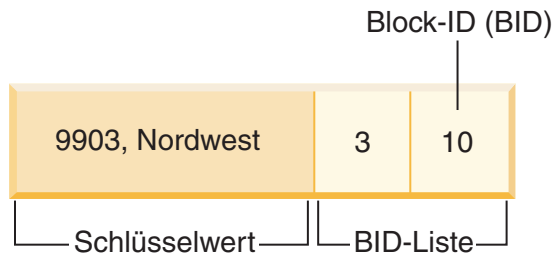 Block-ID (BID)
9903, Nordwest 3 10
Schlüsselwert BID-Liste